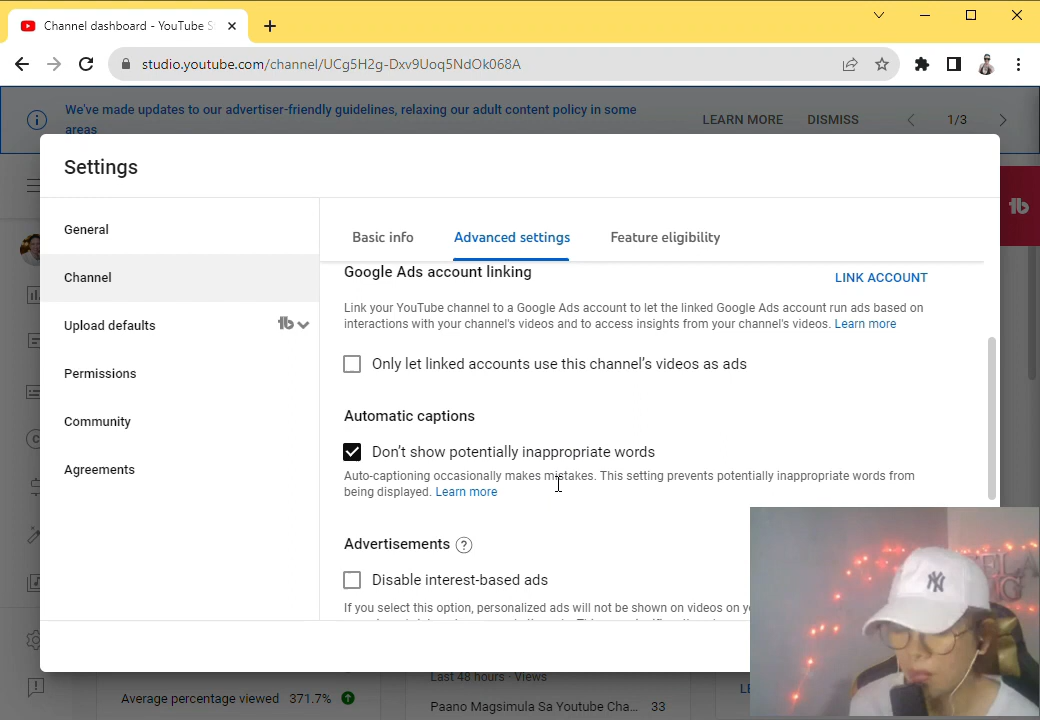 Channel dashboard - YouTube S
studio.youtube.com/channel/UCg5H2g-Dxv9Uoq5NdOk068A
We've made updates to our advertiser-friendly guidelines, relaxing our adult content policy in some
areas
LEARN MORE
DISMISS
1/3
Settings
General
Channel
Upload defaults
Permissions
Community
Agreements
Basic info
Advanced settings
Feature eligibility
Google Ads account linking
LINK ACCOUNT
Link your YouTube channel to a Google Ads account to let the linked Google Ads account run ads based on
interactions with your channel's videos and to access insights from your channel's videos. Learn more
Only let linked accounts use this channel's videos as ads
Automatic captions
Don't show potentially inappropriate words
Auto-captioning occasionally makes mistakes. This setting prevents potentially inappropriate words from
being displayed. Learn more
Advertisements ?
Disable interest-based ads
If you select this option, personalized ads will not be shown on videos on
Average percentage viewed 371.7%
Last 48 hours · Views
Paano Magsimula Sa Youtube Cha... 33